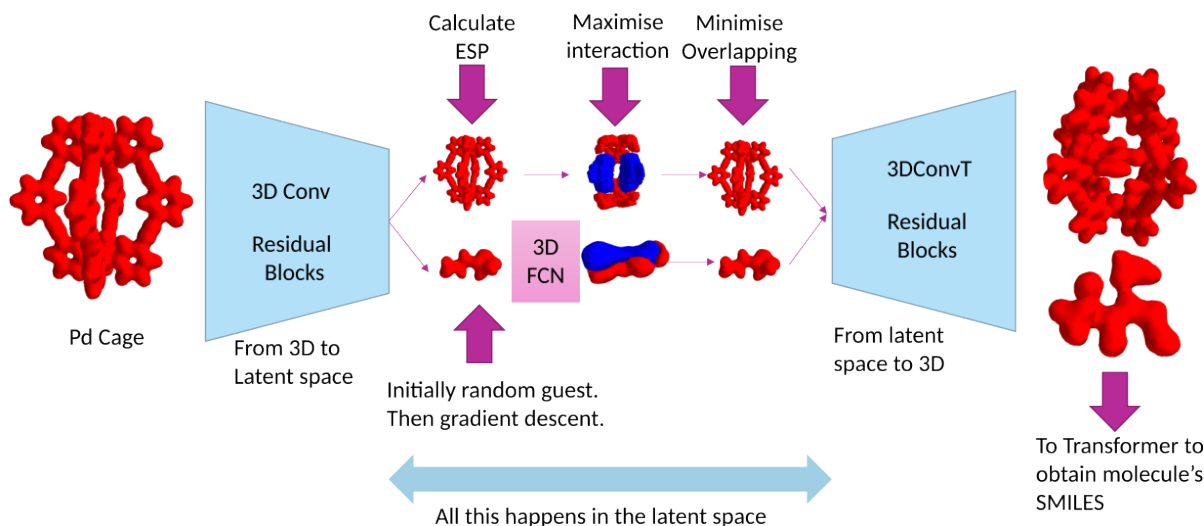 Calculate
ESP
Maximise
interaction
Minimise
Overlapping
3D Conv
Residual
Blocks
3D
FCN
3DConvT
Residual
Blocks
Pd Cage
From 3D to
Latent space
Initially random guest.
Then gradient descent.
From latent
space to 3D
To Transformer to
obtain molecule’s
SMILES
All this happens in the latent space